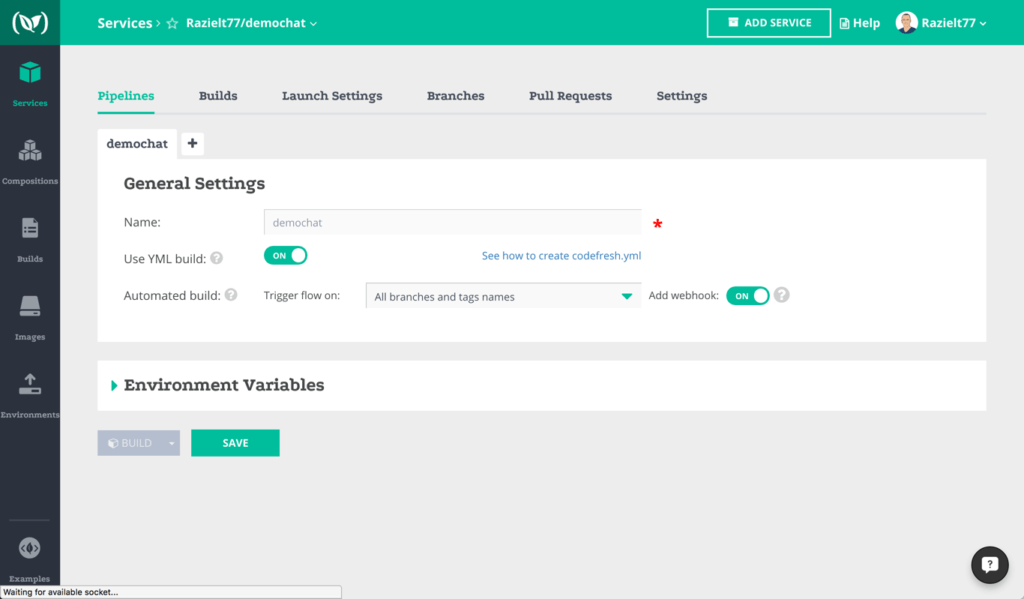 Services > Razielt77/demochat
ADD SERVICE
Help
Razielt77
Services
Compositions
Builds
Images
Environments
Examples
Pipelines Builds Launch Settings Branches Pull Requests Settings
demochat +
General Settings
Name: demochat *
Use YML build: ? ON See how to create codefresh.yml
Automated build: ? Trigger flow on: All branches and tags names Add webhook: ON ?
Environment Variables
BUILD SAVE
?
Waiting for available socket...